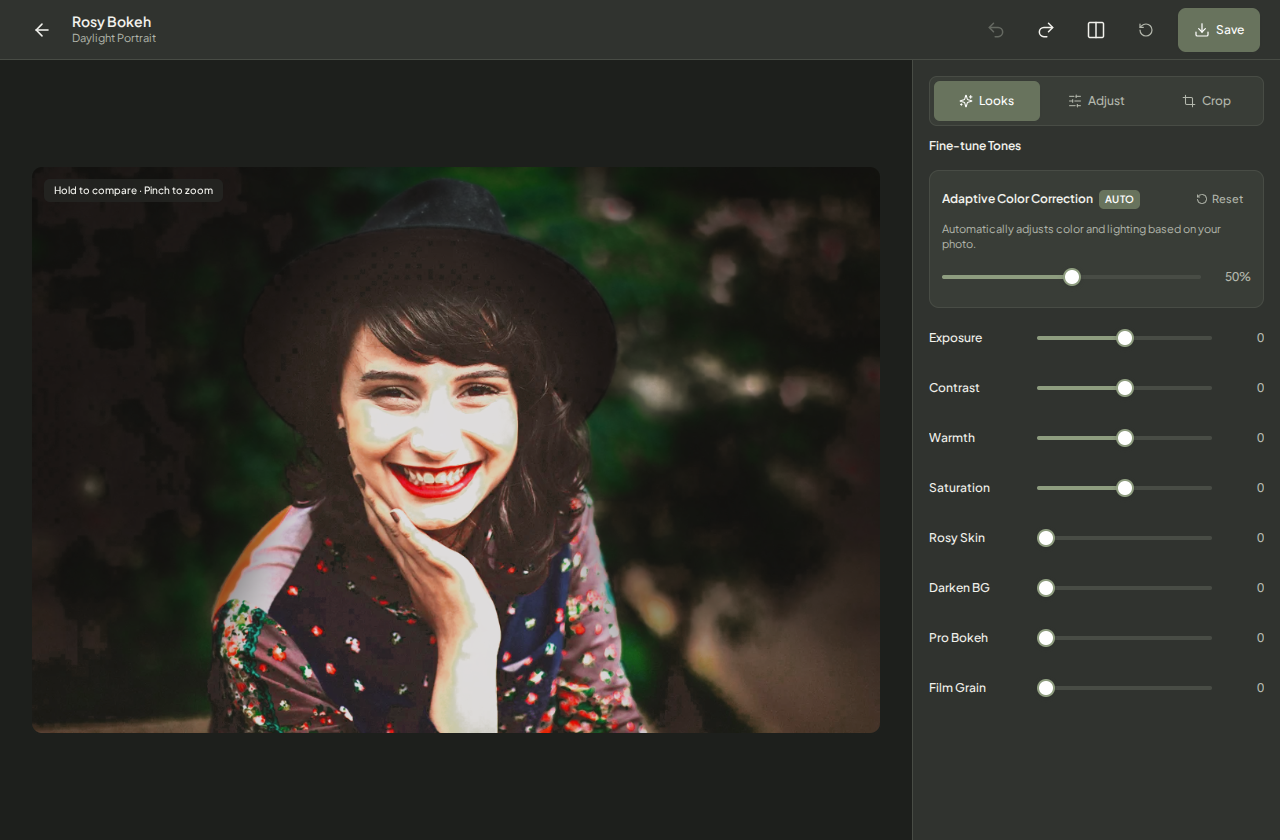 Rosy Bokeh
Daylight Portrait
Save
Looks
Adjust
Crop
Fine-tune Tones
Hold to compare · Pinch to zoom
Adaptive Color Correction
AUTO
Reset
Automatically adjusts color and lighting based on your
photo.
50%
Exposure 0
Contrast 0
Warmth 0
Saturation 0
Rosy Skin 0
Darken BG 0
Pro Bokeh 0
Film Grain 0